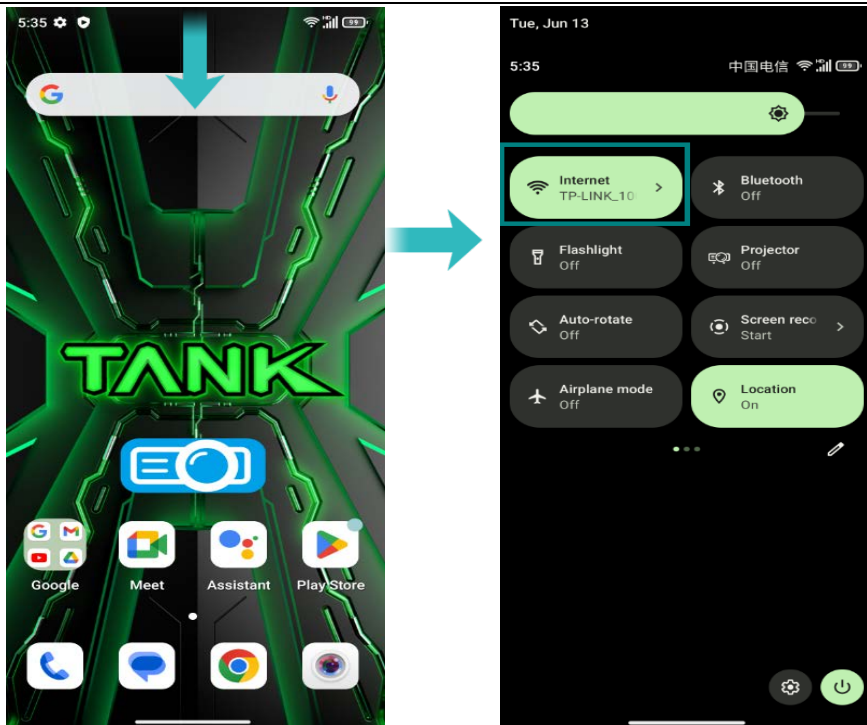 5:35
99
TANK
Google
Meet
Assistant
Play Store
Tue, Jun 13
5:35
中国电信
99
Internet
TP-LINK_10
Bluetooth
Off
Flashlight
Off
Projector
Off
Auto-rotate
Off
Screen reco
Start
Airplane mode
Off
Location
On